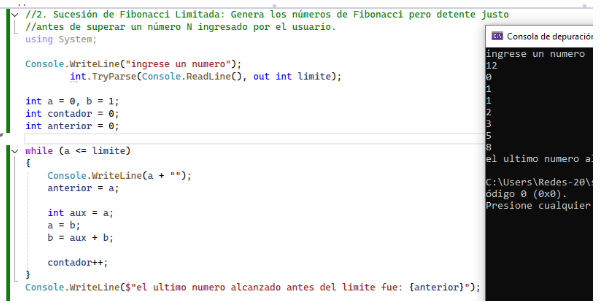 //2. Sucesión de Fibonacci Limitada: Genera los números de Fibonacci pero detente justo
//antes de superar un número N ingresado por el usuario.
using System;
Console.WriteLine("ingrese un numero");
int.TryParse(Console.ReadLine(), out int limite);
int a = 0, b = 1;
int contador = 0;
int anterior = 0;
while (a <= limite)
{
Console.WriteLine(a + "");
anterior = a;
int aux = a;
a = b;
b = aux + b;
contador++;
}
Console.WriteLine($"el ultimo numero alcanzado antes del limite fue: {anterior}");
Consola de depuración
ingrese un numero
12
0
1
1
2
3
5
8
el ultimo numero al
C:\Users\Redes-20\s
ódigo 0 (0x0).
Presione cualquier